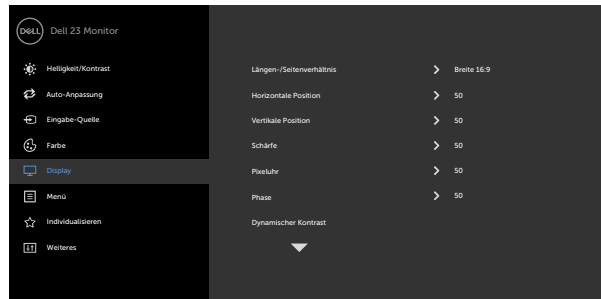 DELL Dell 23 Monitor
Helligkeit/Kontrast Längen-/Seitenverhältnis Breite 16:9
Auto-Anpassung Horizontale Position 50
Eingabe-Quelle Vertikale Position 50
Farbe Schärfe 50
Display Pixeluhr 50
Menü Phase 50
Individualisieren Dynamischer Kontrast
Weiteres